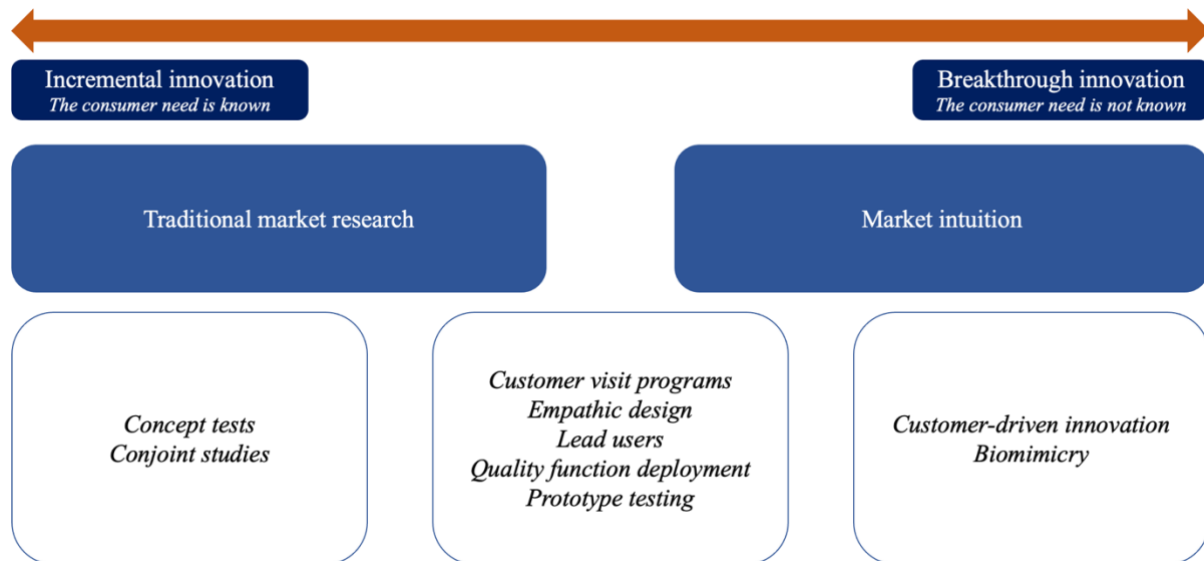 Incremental innovation
The consumer need is known
Breakthrough innovation
The consumer need is not known
Traditional market research
Market intuition
Concept tests
Conjoint studies
Customer visit programs
Empathic design
Lead users
Quality function deployment
Prototype testing
Customer-driven innovation
Biomimicry